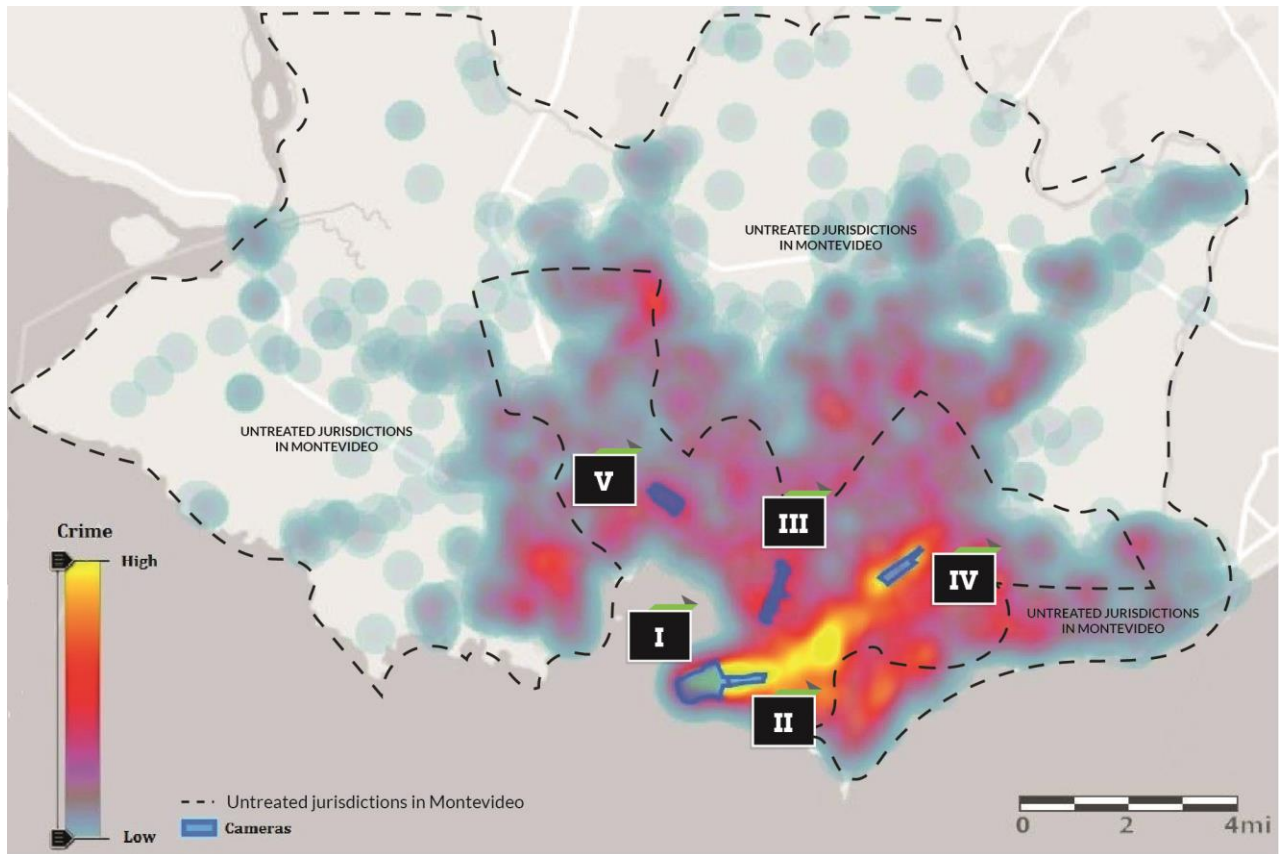 UNTREATED JURISDICTIONS
IN MONTEVIDEO
UNTREATED JURISDICTIONS
IN MONTEVIDEO
V
III
IV
I
UNTREATED JURISDICTIONS
IN MONTEVIDEO
II
Crime
High
Low
Untreated jurisdictions in Montevideo
Cameras
0 2 4mi